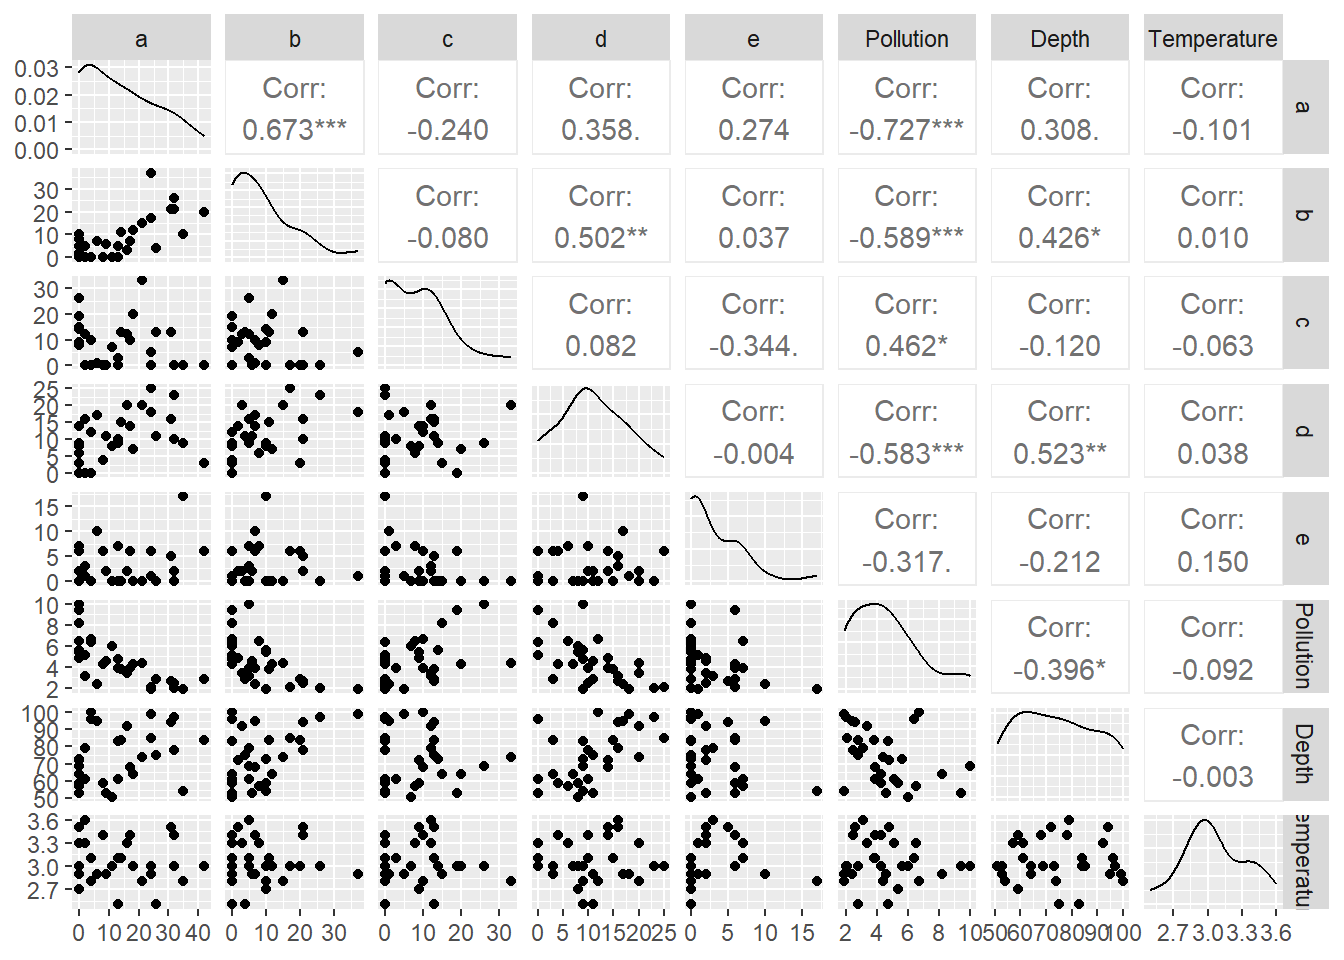 a b c d e Pollution Depth Temperature
0.03
0.02
0.01
0.00
Corr: Corr: Corr: Corr: Corr: Corr: Corr:
0.673*** -0.240 0.358. 0.274 -0.727*** 0.308. -0.101
a
30
20
10
0
Corr: Corr: Corr: Corr: Corr: Corr:
-0.080 0.502** 0.037 -0.589*** 0.426* 0.010
b
30
20
10
0
Corr: Corr: Corr: Corr: Corr:
0.082 -0.344. 0.462* -0.120 -0.063
c
25
20
15
10
5
0
Corr: Corr: Corr: Corr:
-0.004 -0.583*** 0.523** 0.038
d
15
10
5
0
Corr: Corr: Corr:
-0.317. -0.212 0.150
e
10
8
6
4
2
Corr: Corr:
-0.396* -0.092
Pollution
100
90
80
70
60
50
Corr:
-0.003
Depth
3.6
3.3
3.0
2.7
emperatu
0 10 20 30 40 0 10 20 30 0 10 20 30 0 5 10 15 20 25 0 5 10 15 2 4 6 8 10 50 60 70 80 90 100 2.7 3.0 3.3 3.6